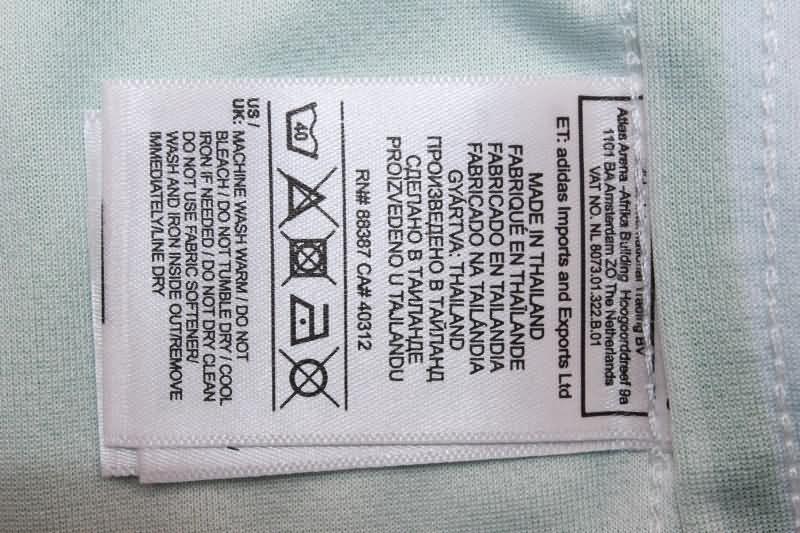 International Trading BV
Atlas Arena -Afrika Building Hoogoorddreef 9a
1101 BA Amsterdam ZO The Netherlands
VAT NO. NL 8073.01.322.B.01
ET: adidas Imports and Exports Ltd
MADE IN THAILAND
FABRIQUÉ EN THAÏLANDE
FABRICADO EN TAILANDIA
FABRICADO NA TAILÂNDIA
GYÁRTVA: THAIFÖLD
ПРОИЗВЕДЕНО В ТАЙЛАНД
СДЕЛАНО В ТАИЛАНДЕ
PROIZVEDENO U TAJLANDU
RN# 88387 CA# 40312
40
US /
UK: MACHINE WASH WARM / DO NOT
BLEACH / DO NOT TUMBLE DRY / COOL
IRON IF NEEDED / DO NOT DRY CLEAN
DO NOT USE FABRIC SOFTENER/
WASH AND IRON INSIDE OUT/REMOVE
IMMEDIATELY/LINE DRY